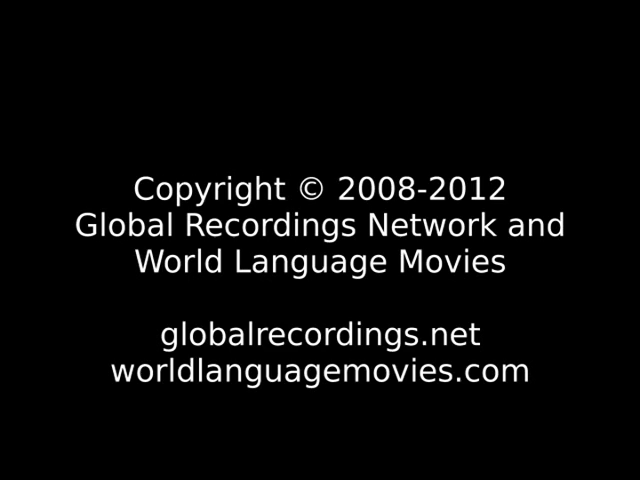 Copyright © 2008-2012
Global Recordings Network and
World Language Movies
globalrecordings.net
worldlanguagemovies.com